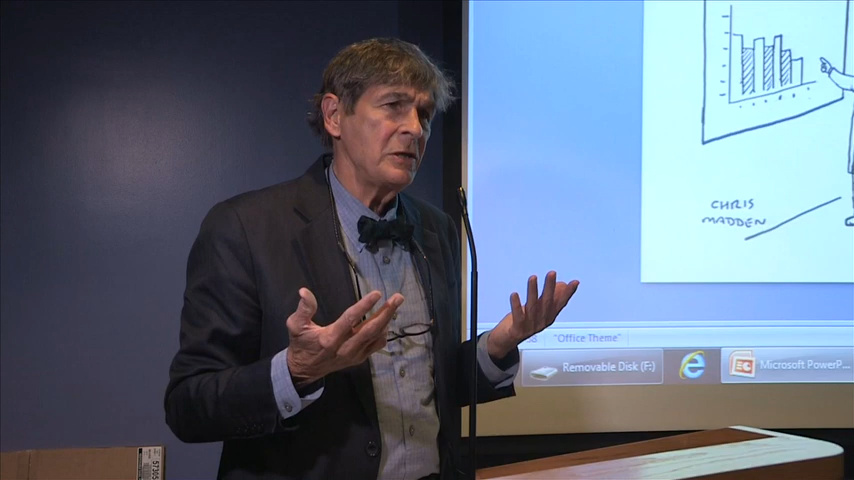 CHRIS
MADDEN
"Office Theme"
Removable Disk (F:)
Microsoft PowerP...